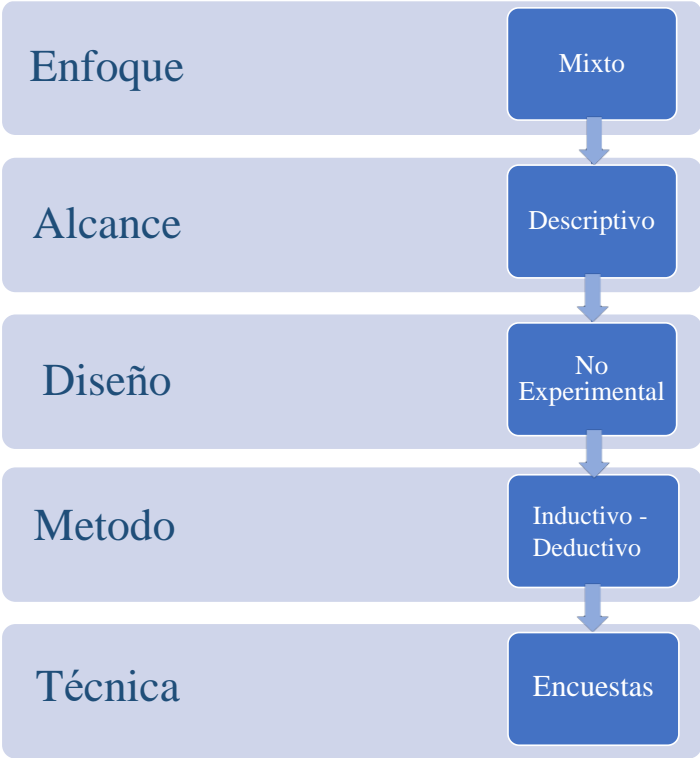 Enfoque
Mixto
Alcance
Descriptivo
Diseño
No
Experimental
Metodo
Inductivo -
Deductivo
Técnica
Encuestas